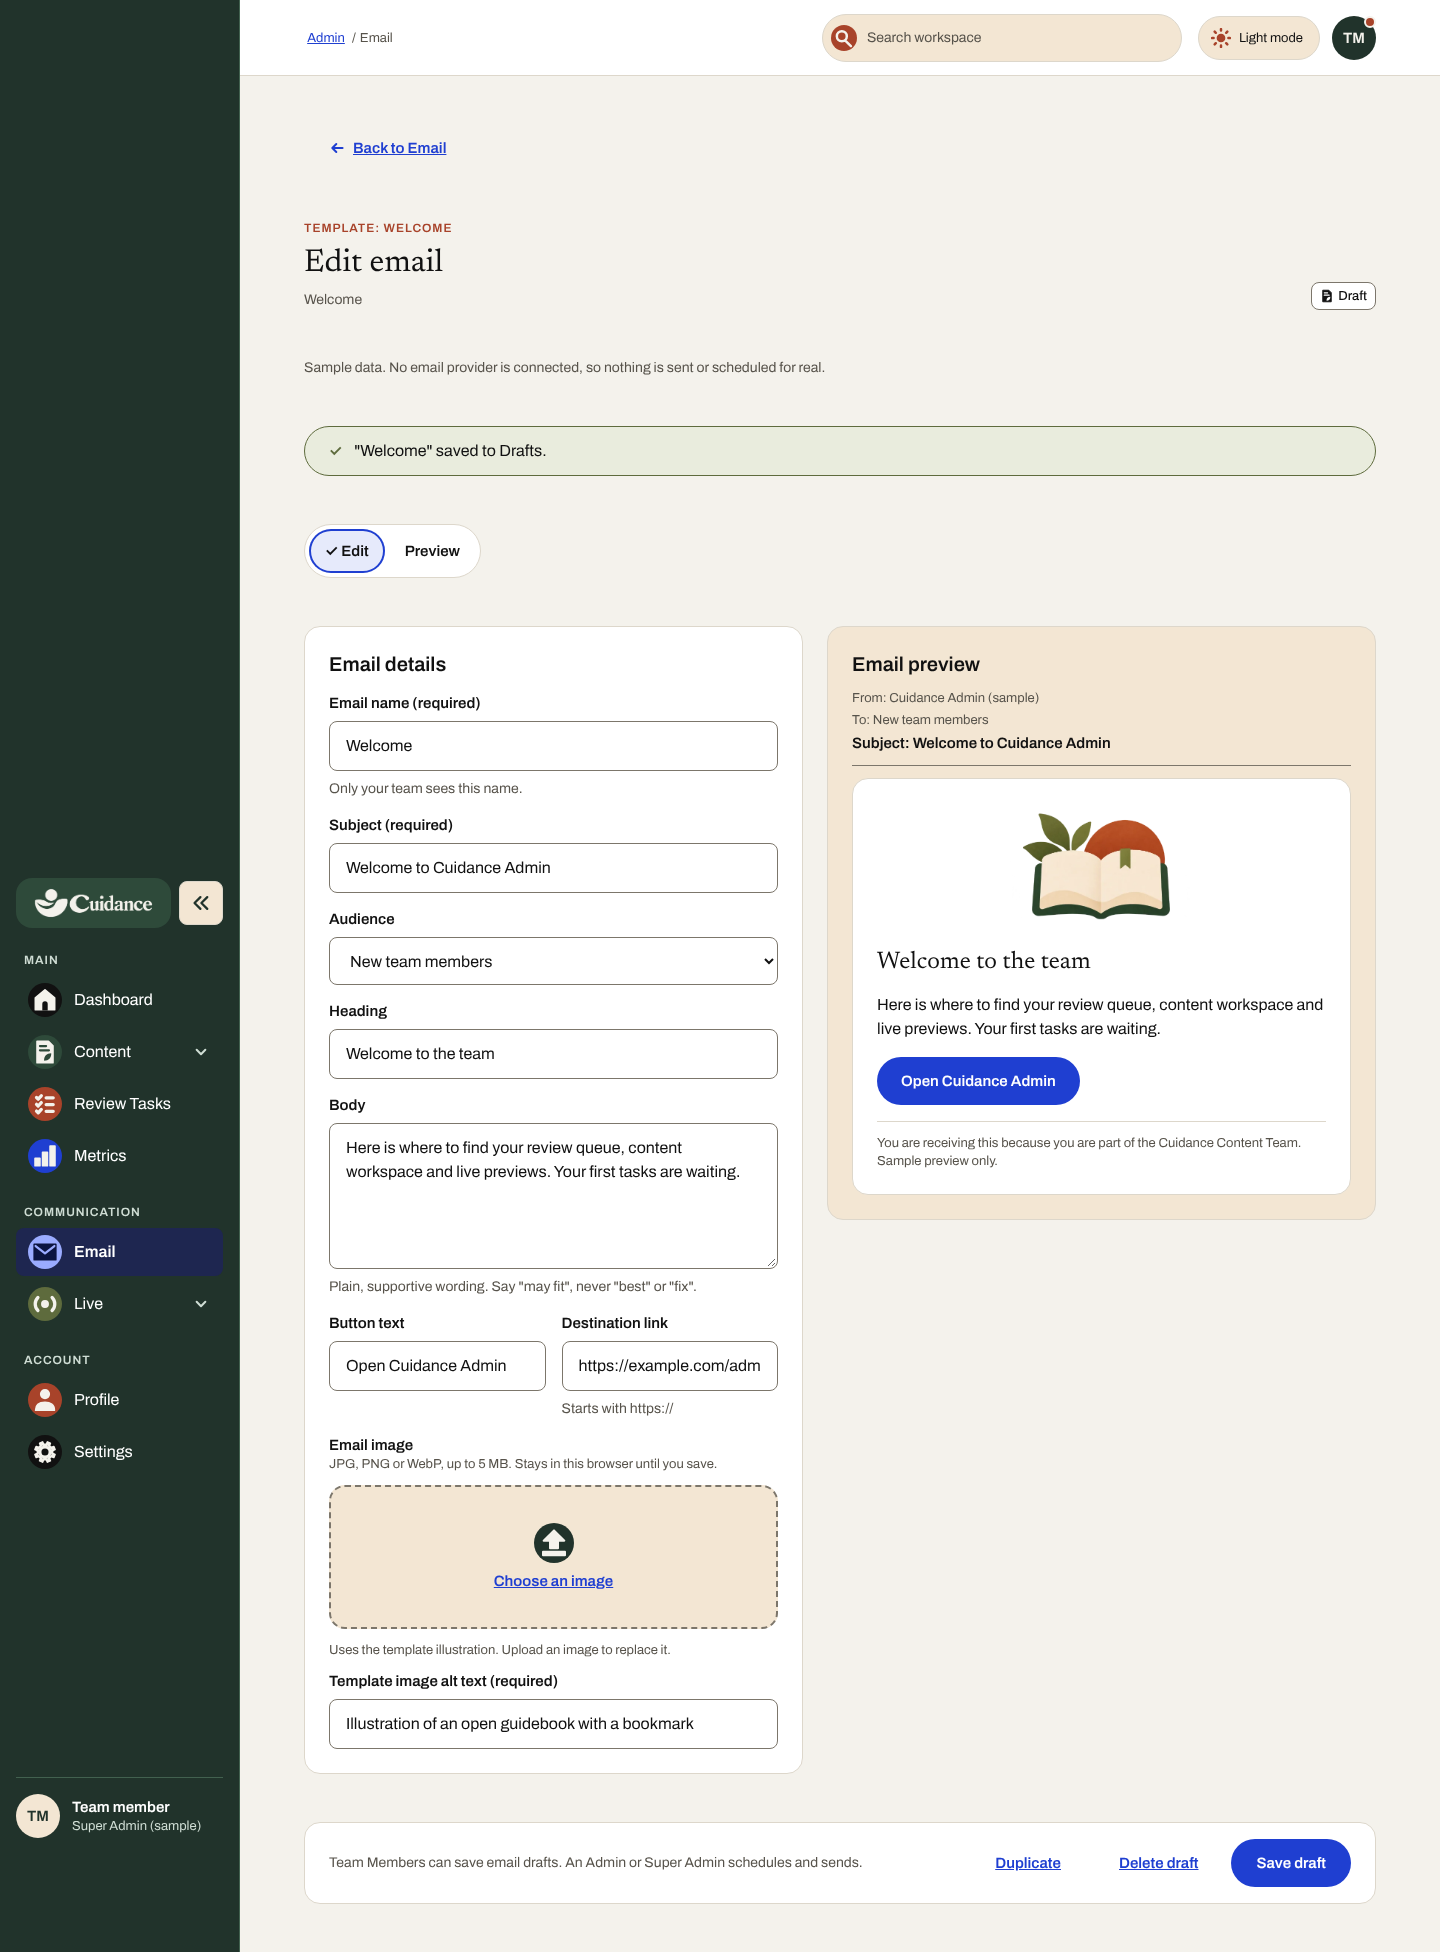 Admin / Email
Search workspace
Light mode
TM
Back to Email
TEMPLATE: WELCOME
Edit email
Welcome
Draft
Sample data. No email provider is connected, so nothing is sent or scheduled for real.
"Welcome" saved to Drafts.
Edit
Preview
Cuidance
MAIN
Dashboard
Content
Review Tasks
Metrics
COMMUNICATION
Email
Live
ACCOUNT
Profile
Settings
TM
Team member
Super Admin (sample)
Email details
Email name (required)
Welcome
Only your team sees this name.
Subject (required)
Welcome to Cuidance Admin
Audience
New team members
Heading
Welcome to the team
Body
Here is where to find your review queue, content
workspace and live previews. Your first tasks are waiting.
Plain, supportive wording. Say "may fit", never "best" or "fix".
Button text
Destination link
Open Cuidance Admin
https://example.com/adm
Starts with https://
Email image
JPG, PNG or WebP, up to 5 MB. Stays in this browser until you save.
Choose an image
Uses the template illustration. Upload an image to replace it.
Template image alt text (required)
Illustration of an open guidebook with a bookmark
Email preview
From: Cuidance Admin (sample)
To: New team members
Subject: Welcome to Cuidance Admin
Welcome to the team
Here is where to find your review queue, content workspace and
live previews. Your first tasks are waiting.
Open Cuidance Admin
You are receiving this because you are part of the Cuidance Content Team.
Sample preview only.
Team Members can save email drafts. An Admin or Super Admin schedules and sends.
Duplicate
Delete draft
Save draft